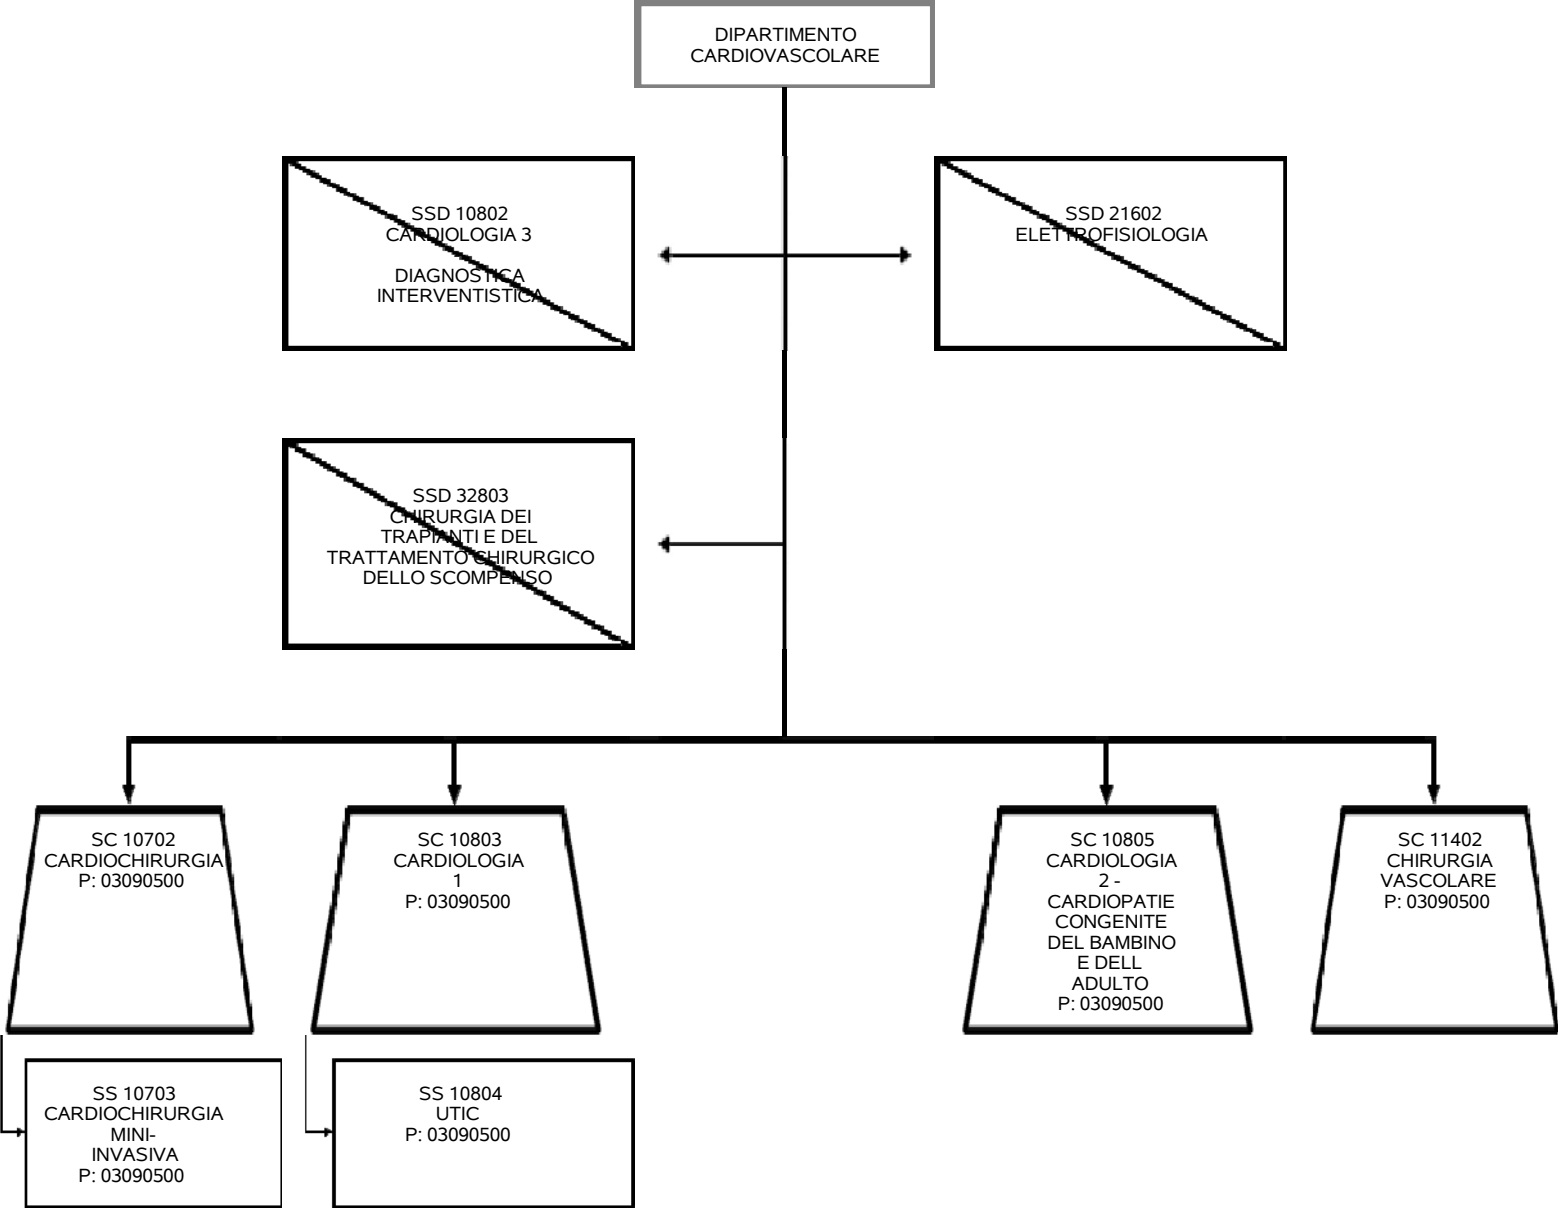 DIPARTIMENTO
CARDIOVASCOLARE
SSD 10802
CARDIOLOGIA 3
DIAGNOSTICA
INTERVENTISTICA
SSD 21602
ELETTROFISIOLOGIA
SSD 32803
CHIRURGIA DEI
TRAPIANTI E DEL
TRATTAMENTO CHIRURGICO
DELLO SCOMPENSO
SC 10702
CARDIOCHIRURGIA
P: 03090500
SC 10803
CARDIOLOGIA
1
P: 03090500
SC 10805
CARDIOLOGIA
2 -
CARDIOPATIE
CONGENITE
DEL BAMBINO
E DELL
ADULTO
P: 03090500
SC 11402
CHIRURGIA
VASCOLARE
P: 03090500
SS 10703
CARDIOCHIRURGIA
MINI-
INVASIVA
P: 03090500
SS 10804
UTIC
P: 03090500